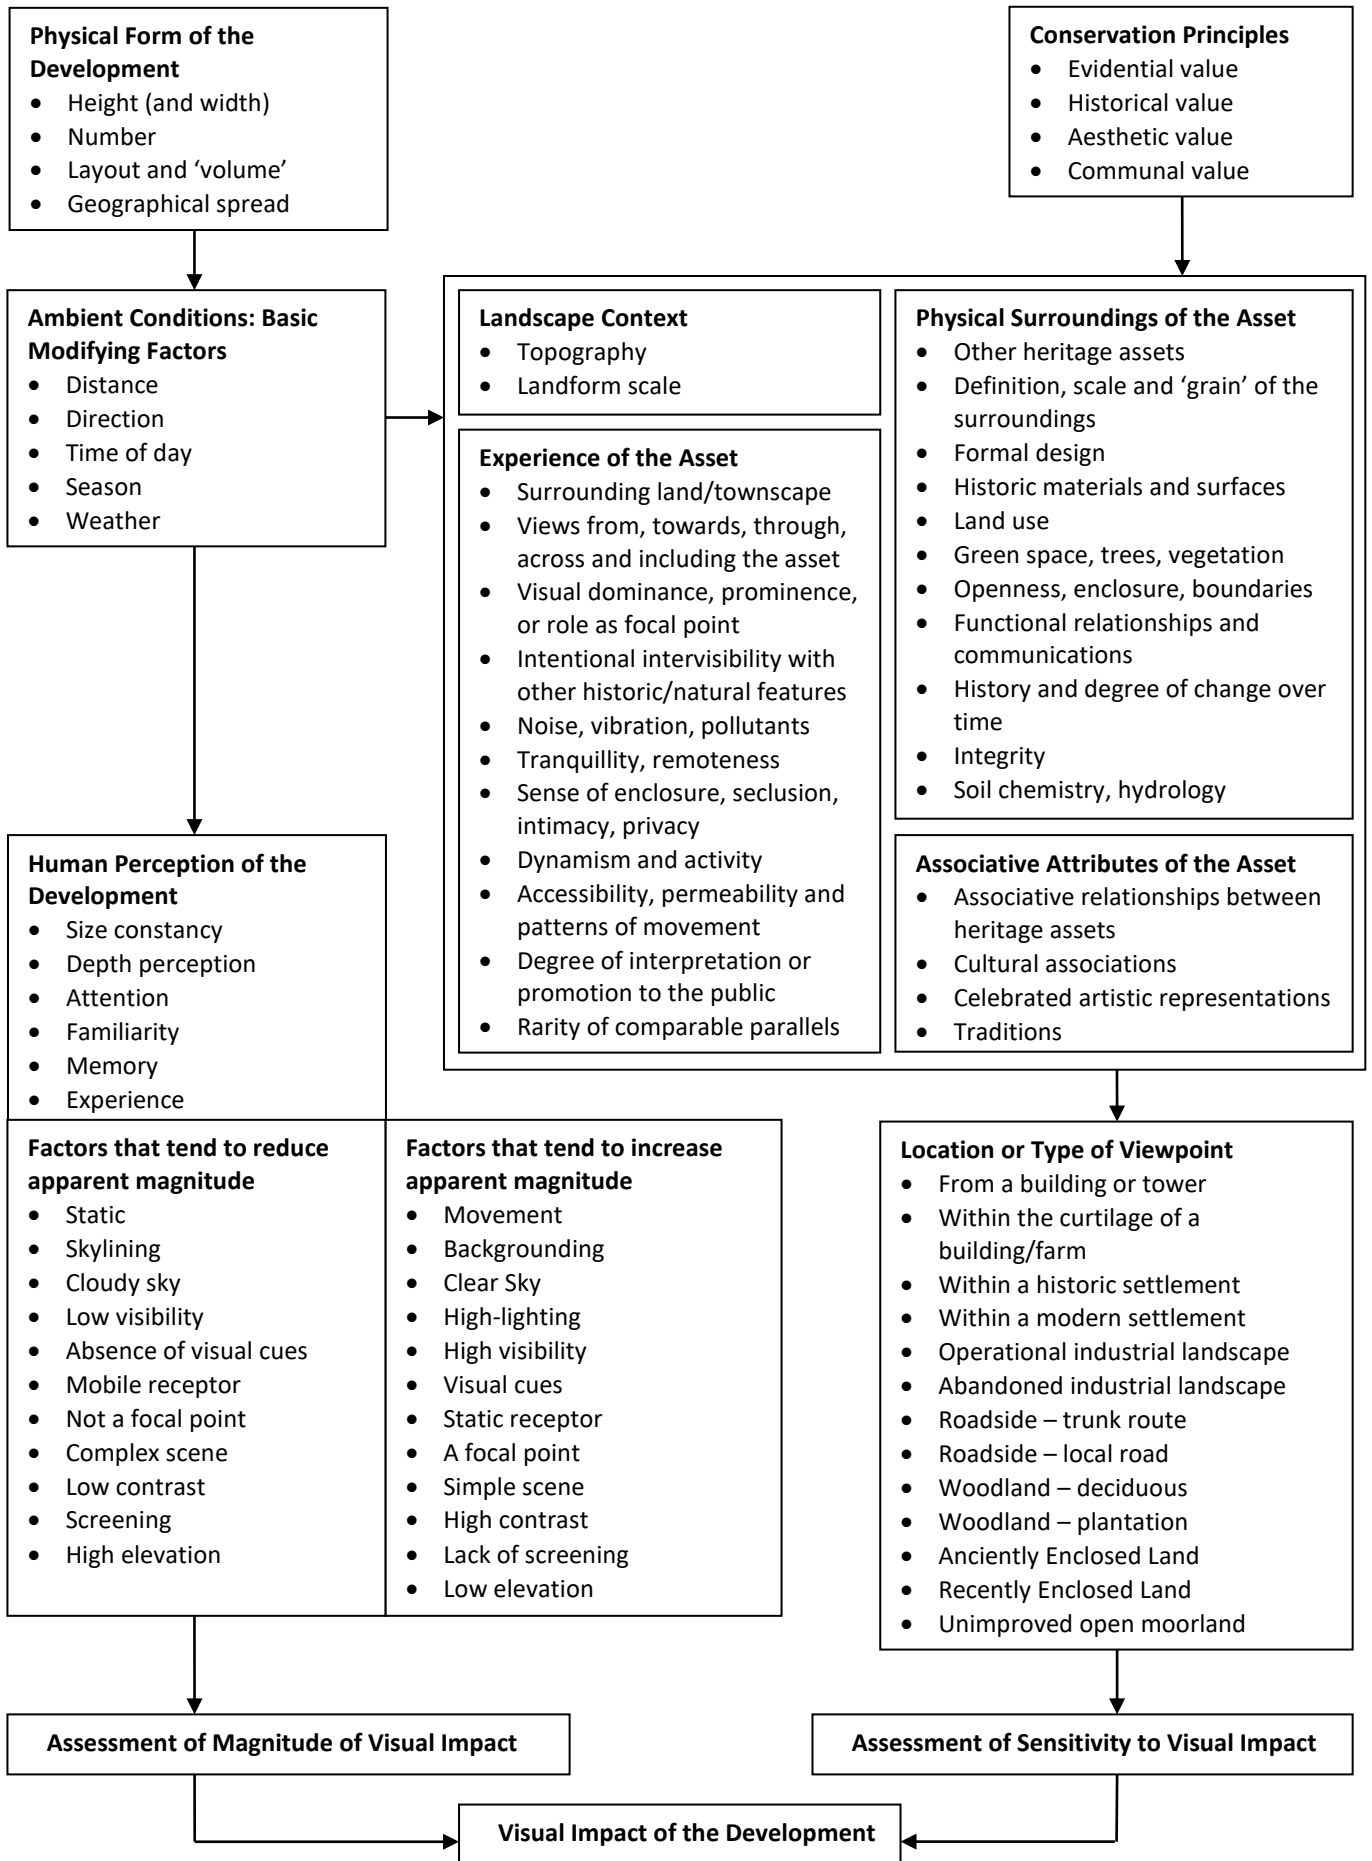 Physical Form of the
Development
• Height (and width)
• Number
• Layout and ‘volume’
• Geographical spread
Conservation Principles
• Evidential value
• Historical value
• Aesthetic value
• Communal value
Ambient Conditions: Basic
Modifying Factors
• Distance
• Direction
• Time of day
• Season
• Weather
Landscape Context
• Topography
• Landform scale
Experience of the Asset
• Surrounding land/townscape
• Views from, towards, through,
across and including the asset
• Visual dominance, prominence,
or role as focal point
• Intentional intervisibility with
other historic/natural features
• Noise, vibration, pollutants
• Tranquillity, remoteness
• Sense of enclosure, seclusion,
intimacy, privacy
• Dynamism and activity
• Accessibility, permeability and
patterns of movement
• Degree of interpretation or
promotion to the public
• Rarity of comparable parallels
Physical Surroundings of the Asset
• Other heritage assets
• Definition, scale and ‘grain’ of the
surroundings
• Formal design
• Historic materials and surfaces
• Land use
• Green space, trees, vegetation
• Openness, enclosure, boundaries
• Functional relationships and
communications
• History and degree of change over
time
• Integrity
• Soil chemistry, hydrology
Associative Attributes of the Asset
• Associative relationships between
heritage assets
• Cultural associations
• Celebrated artistic representations
• Traditions
Human Perception of the
Development
• Size constancy
• Depth perception
• Attention
• Familiarity
• Memory
• Experience
Factors that tend to reduce
apparent magnitude
• Static
• Skylining
• Cloudy sky
• Low visibility
• Absence of visual cues
• Mobile receptor
• Not a focal point
• Complex scene
• Low contrast
• Screening
• High elevation
Factors that tend to increase
apparent magnitude
• Movement
• Backgrounding
• Clear Sky
• High-lighting
• High visibility
• Visual cues
• Static receptor
• A focal point
• Simple scene
• High contrast
• Lack of screening
• Low elevation
Location or Type of Viewpoint
• From a building or tower
• Within the curtilage of a
building/farm
• Within a historic settlement
• Within a modern settlement
• Operational industrial landscape
• Abandoned industrial landscape
• Roadside – trunk route
• Roadside – local road
• Woodland – deciduous
• Woodland – plantation
• Anciently Enclosed Land
• Recently Enclosed Land
• Unimproved open moorland
Assessment of Magnitude of Visual Impact
Assessment of Sensitivity to Visual Impact
Visual Impact of the Development